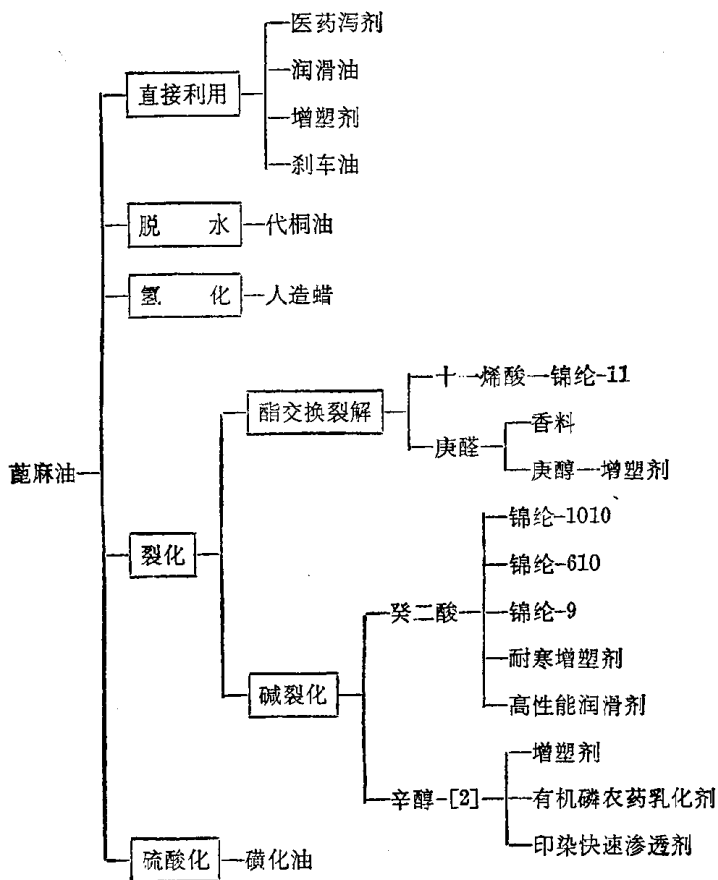 医药泻剂
润滑油
直接利用
增塑剂
刹车油
脱 水 代桐油
氢 化 人造蜡
十一烯酸 锦纶-11
酯交换裂解
香料
庚醛
庚醇 增塑剂
蓖麻油
锦纶-1010
裂化
锦纶-610
癸二酸 锦纶-9
耐寒增塑剂
碱裂化
高性能润滑剂
增塑剂
辛醇-[2] 有机磷农药乳化剂
印染快速渗透剂
硫酸化 磺化油